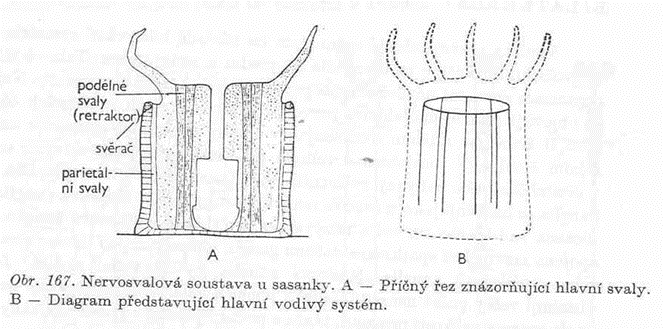 podélné
svaly
(retraktor)
svěrač
parietál-
ní svaly
A
B
Obr. 167. Nervosvalová soustava u sasanky. A — Příčný řez znázorňující hlavní svaly.
B — Diagram představující hlavní vodivý systém.